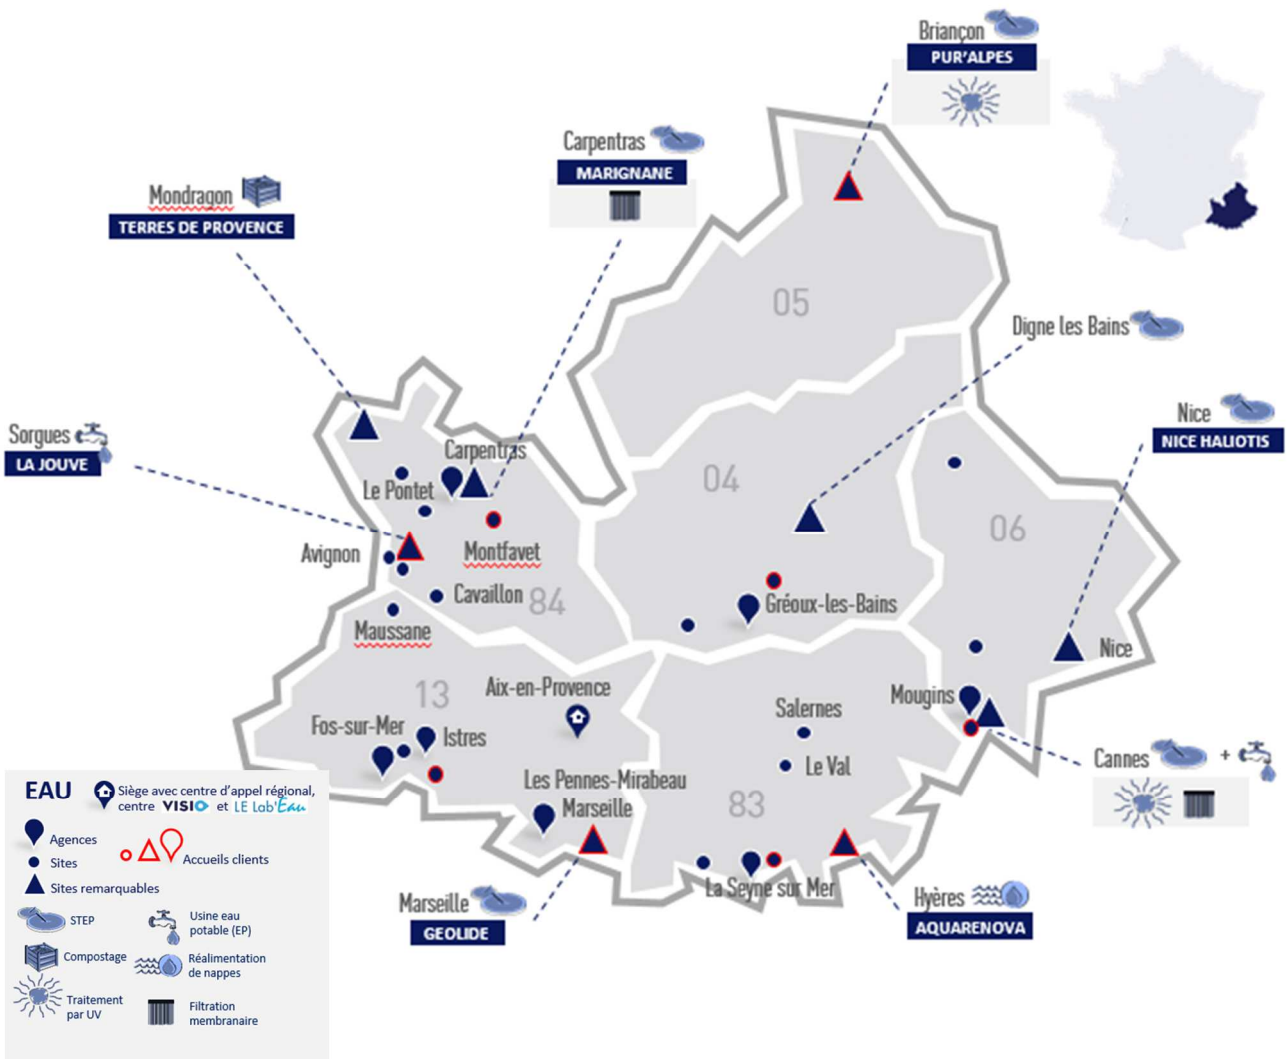 Briançon
PUR'ALPES
Carpentras
MARIGNANE
Mondragon
TERRES DE PROVENCE
05
Digne les Bains
Nice
NICE HALIOTIS
Sorgues
LA JOUVE
Carpentras
04
Le Pontet
06
Avignon
Montfavet
Cavaillon
84
Gréoux-les-Bains
Maussane
Nice
13
Aix-en-Provence
Mougins
Salernes
Fos-sur-Mer
Istres
Cannes
+
Le Val
Les Pennes-Mirabeau
Marseille
83
La Seyne sur Mer
Marseille
GEOLIDE
Hyères
AQUARENOVA
EAU
Siège avec centre d'appel régional,
centre VISIO et LE Lab'Eau
Agences
Sites
Accueils clients
Sites remarquables
STEP
Usine eau
potable (EP)
Compostage
Réalimentation
de nappes
Traitement
par UV
Filtration
membranaire